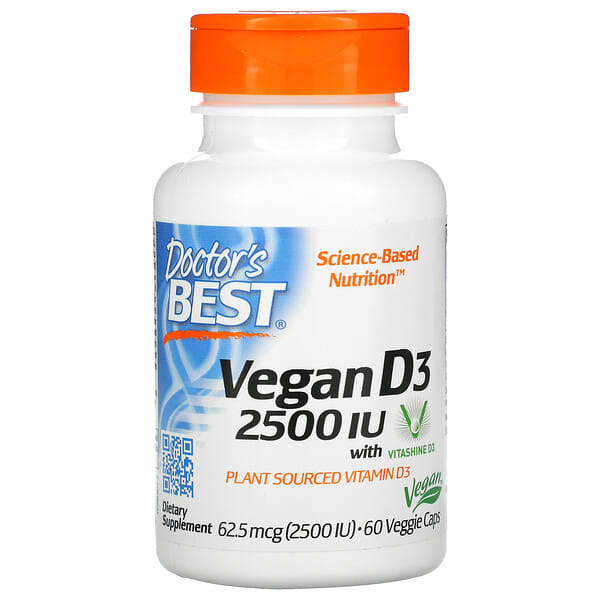 Doctor's
BEST®
Science-Based
Nutrition™
Vegan D3
2500 IU
with VITASHINE D3
PLANT SOURCED VITAMIN D3
Vegan
Dietary
Supplement
62.5 mcg (2500 IU) • 60 Veggie Caps